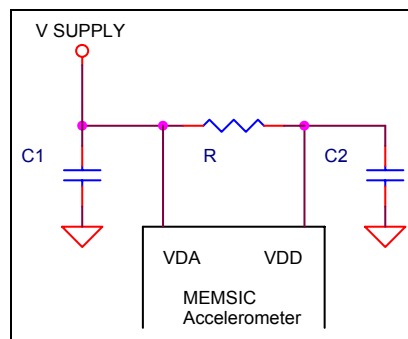 V SUPPLY
C1
R
C2
VDA
VDD
MEMSIC
Accelerometer